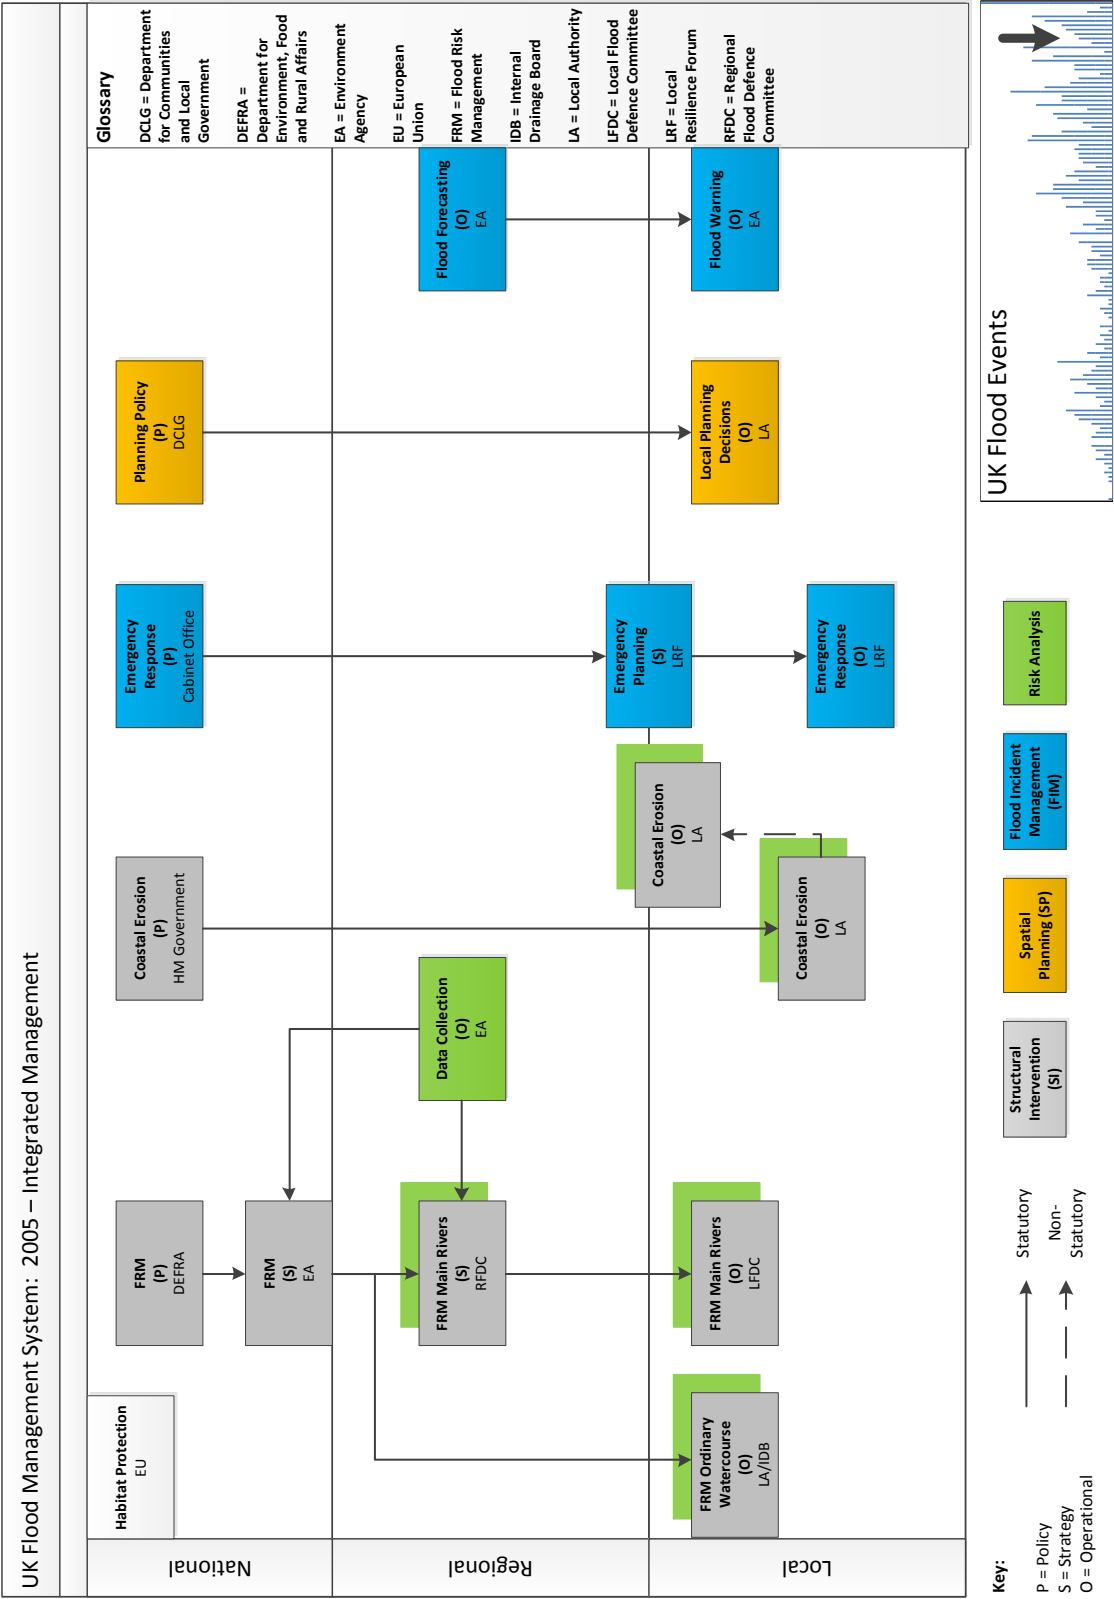 UK Flood Management System:  2005 – Integrated Management
National
Habitat Protection
EU
FRM
(P)
DEFRA
FRM
(S)
EA
Coastal Erosion
(P)
HM Government
Emergency
Response
(P)
Cabinet Office
Planning Policy
(P)
DCLG
Regional
FRM Main Rivers
(S)
RFDC
Data Collection
(O)
EA
Flood Forecasting
(O)
EA
Coastal Erosion
(O)
LA
Emergency
Planning
(S)
LRF
Local
FRM Ordinary
Watercourse
(O)
LA/IDB
FRM Main Rivers
(O)
LFDC
Coastal Erosion
(O)
LA
Emergency
Response
(O)
LRF
Local Planning
Decisions
(O)
LA
Flood Warning
(O)
EA
Glossary
DCLG = Department
for Communities
and Local
Government
DEFRA =
Department for
Environment, Food
and Rural Affairs
EA = Environment
Agency
EU = European
Union
FRM = Flood Risk
Management
IDB = Internal
Drainage Board
LA = Local Authority
LFDC = Local Flood
Defence Committee
LRF = Local
Resilience Forum
RFDC = Regional
Flood Defence
Committee
Key:
P = Policy
S = Strategy
O = Operational
Statutory
Non-
Statutory
Structural
Intervention
(SI)
Spatial
Planning (SP)
Flood Incident
Management
(FIM)
Risk Analysis
UK Flood Events